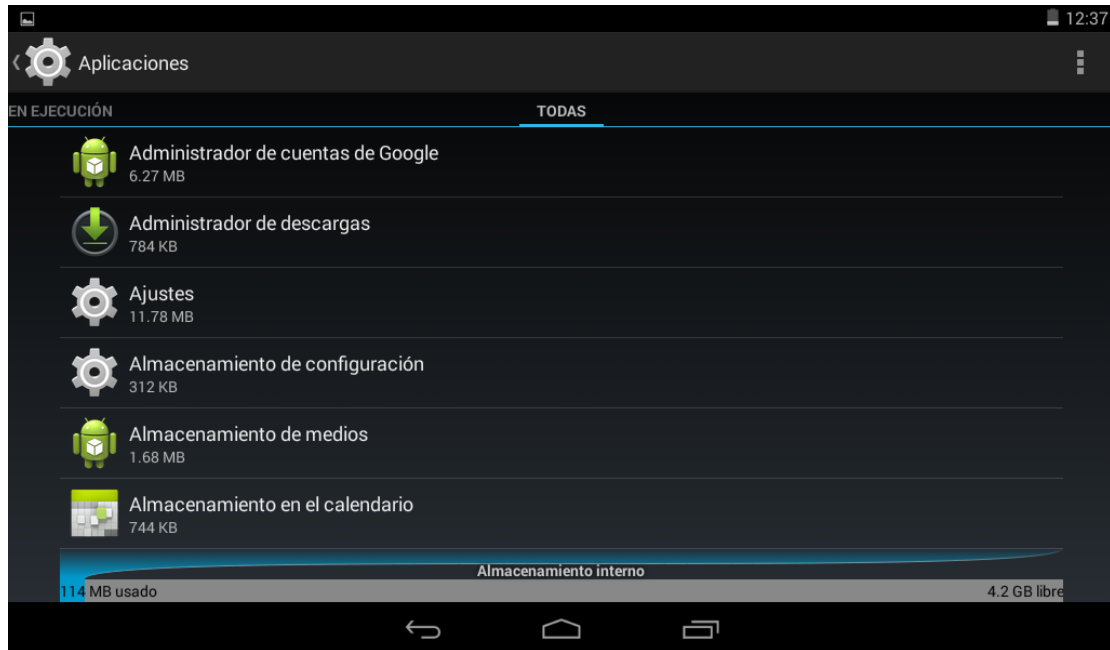 12:37
Aplicaciones
EN EJECUCIÓN
TODAS
Administrador de cuentas de Google
6.27 MB
Administrador de descargas
784 KB
Ajustes
11.78 MB
Almacenamiento de configuración
312 KB
Almacenamiento de medios
1.68 MB
Almacenamiento en el calendario
744 KB
Almacenamiento interno
114 MB usado
4.2 GB libre